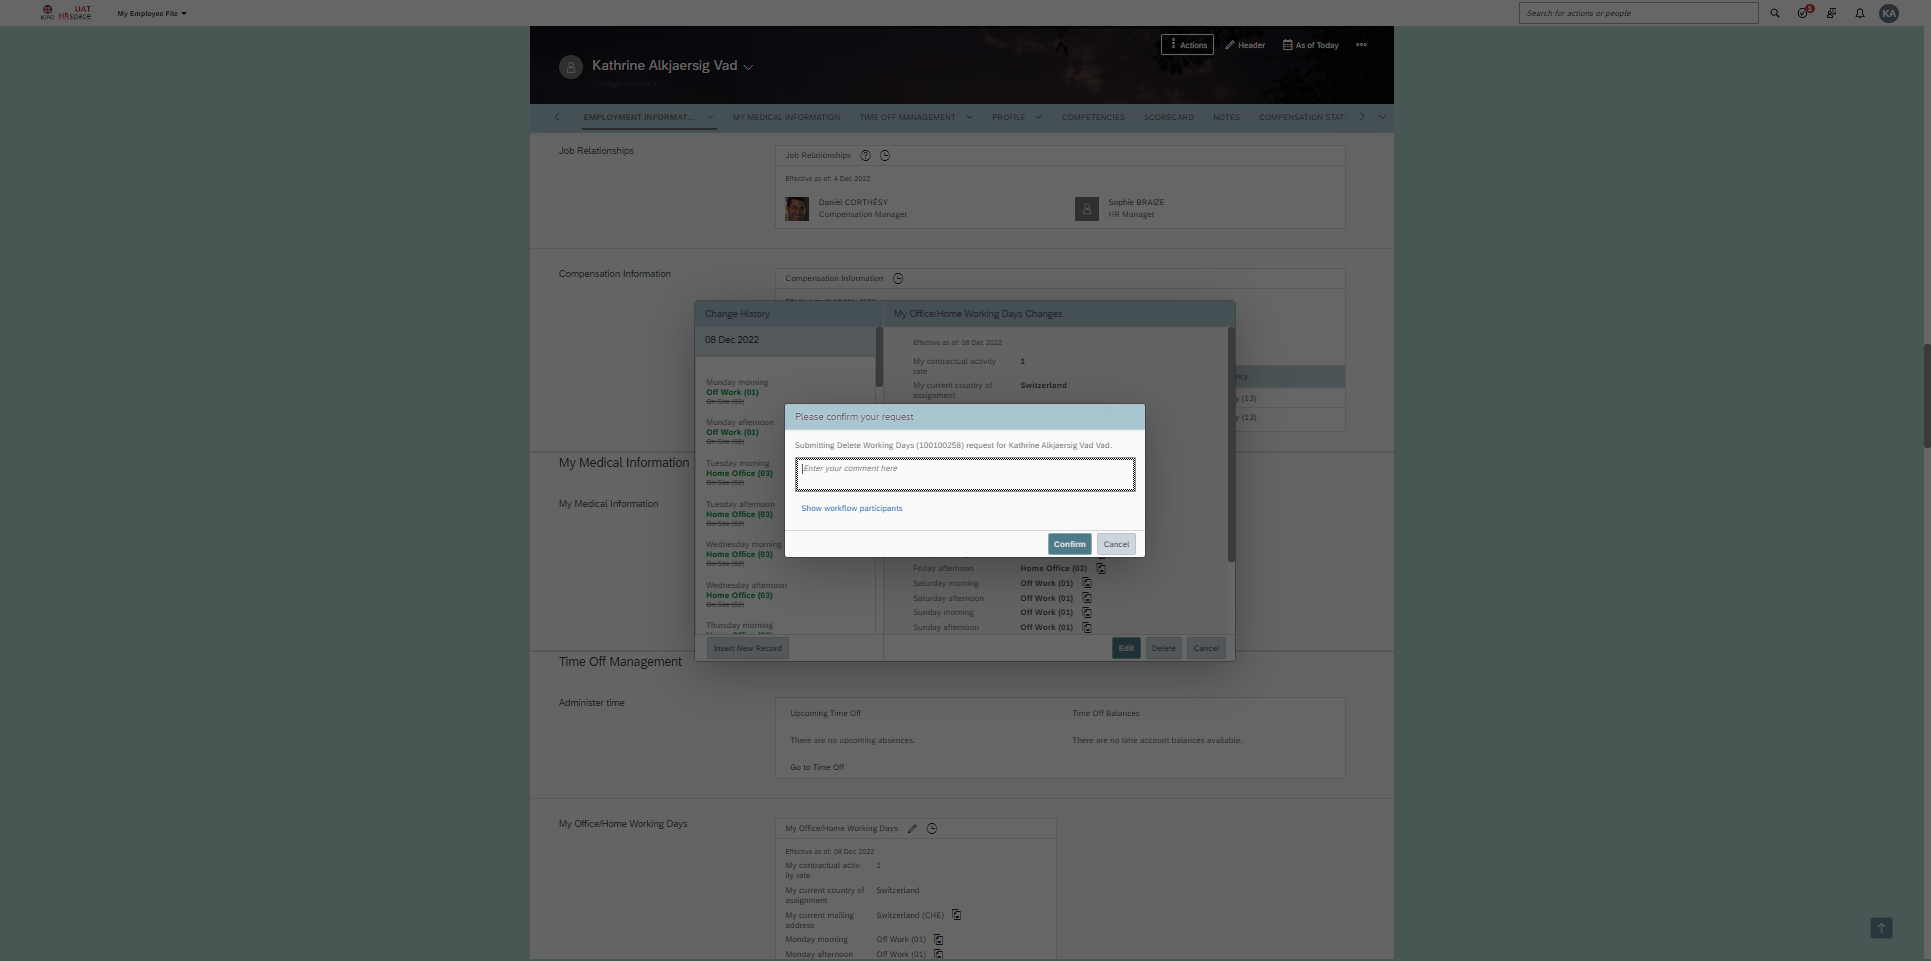 ICRC
UAT
HRspace
My Employee File
Search for actions or people
1
KA
Actions
Header
As of Today
Kathrine Alkjaersig Vad
EMPLOYMENT INFORMAT...
MY MEDICAL INFORMATION
TIME OFF MANAGEMENT
PROFILE
COMPETENCIES
SCORECARD
NOTES
COMPENSATION STAT
Job Relationships
Job Relationships
Effective as of: 4 Dec 2022
Daniel CORTHÉSY
Compensation Manager
Sophie BRAIZE
HR Manager
Compensation Information
Compensation Information
ncy
y (13)
y (13)
Change History
08 Dec 2022
Monday morning
Off Work (01)
On Site (02)
Monday afternoon
Off Work (01)
On Site (02)
Tuesday morning
Home Office (03)
On Site (02)
Tuesday afternoon
Home Office (03)
On Site (02)
Wednesday morning
Home Office (03)
On Site (02)
Wednesday afternoon
Home Office (03)
On Site (02)
Thursday morning
Insert New Record
My Office/Home Working Days Changes
Effective as of: 08 Dec 2022
My contractual activity
rate
1
My current country of
assignment
Switzerland
Please confirm your request
Submitting Delete Working Days (100100258) request for Kathrine Alkjaersig Vad Vad.
Enter your comment here
Show workflow participants
Confirm
Cancel
Friday afternoon
Home Office (03)
Saturday morning
Off Work (01)
Saturday afternoon
Off Work (01)
Sunday morning
Off Work (01)
Sunday afternoon
Off Work (01)
Edit
Delete
Cancel
My Medical Information
My Medical Information
Time Off Management
Administer time
Upcoming Time Off
There are no upcoming absences.
Go to Time Off
Time Off Balances
There are no time account balances available.
My Office/Home Working Days
My Office/Home Working Days
Effective as of: 08 Dec 2022
My contractual activ-
ity rate
1
My current country of
assignment
Switzerland
My current mailing
address
Switzerland (CHE)
Monday morning
Off Work (01)
Monday afternoon
Off Work (01)